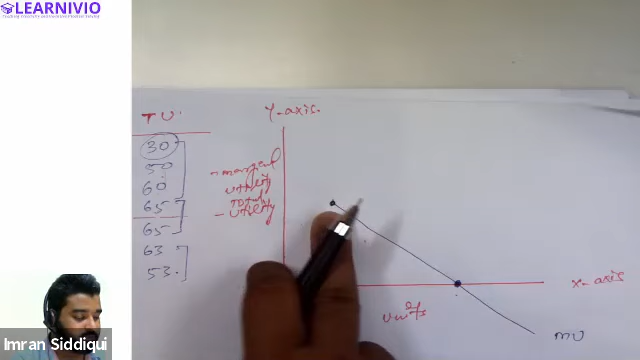 LEARNIVIO
TU
Y-axis
30
50
60
65
65
63
53
- marginal
utility
Total
- utility
x-axis
units
MU
Imran Siddiqui